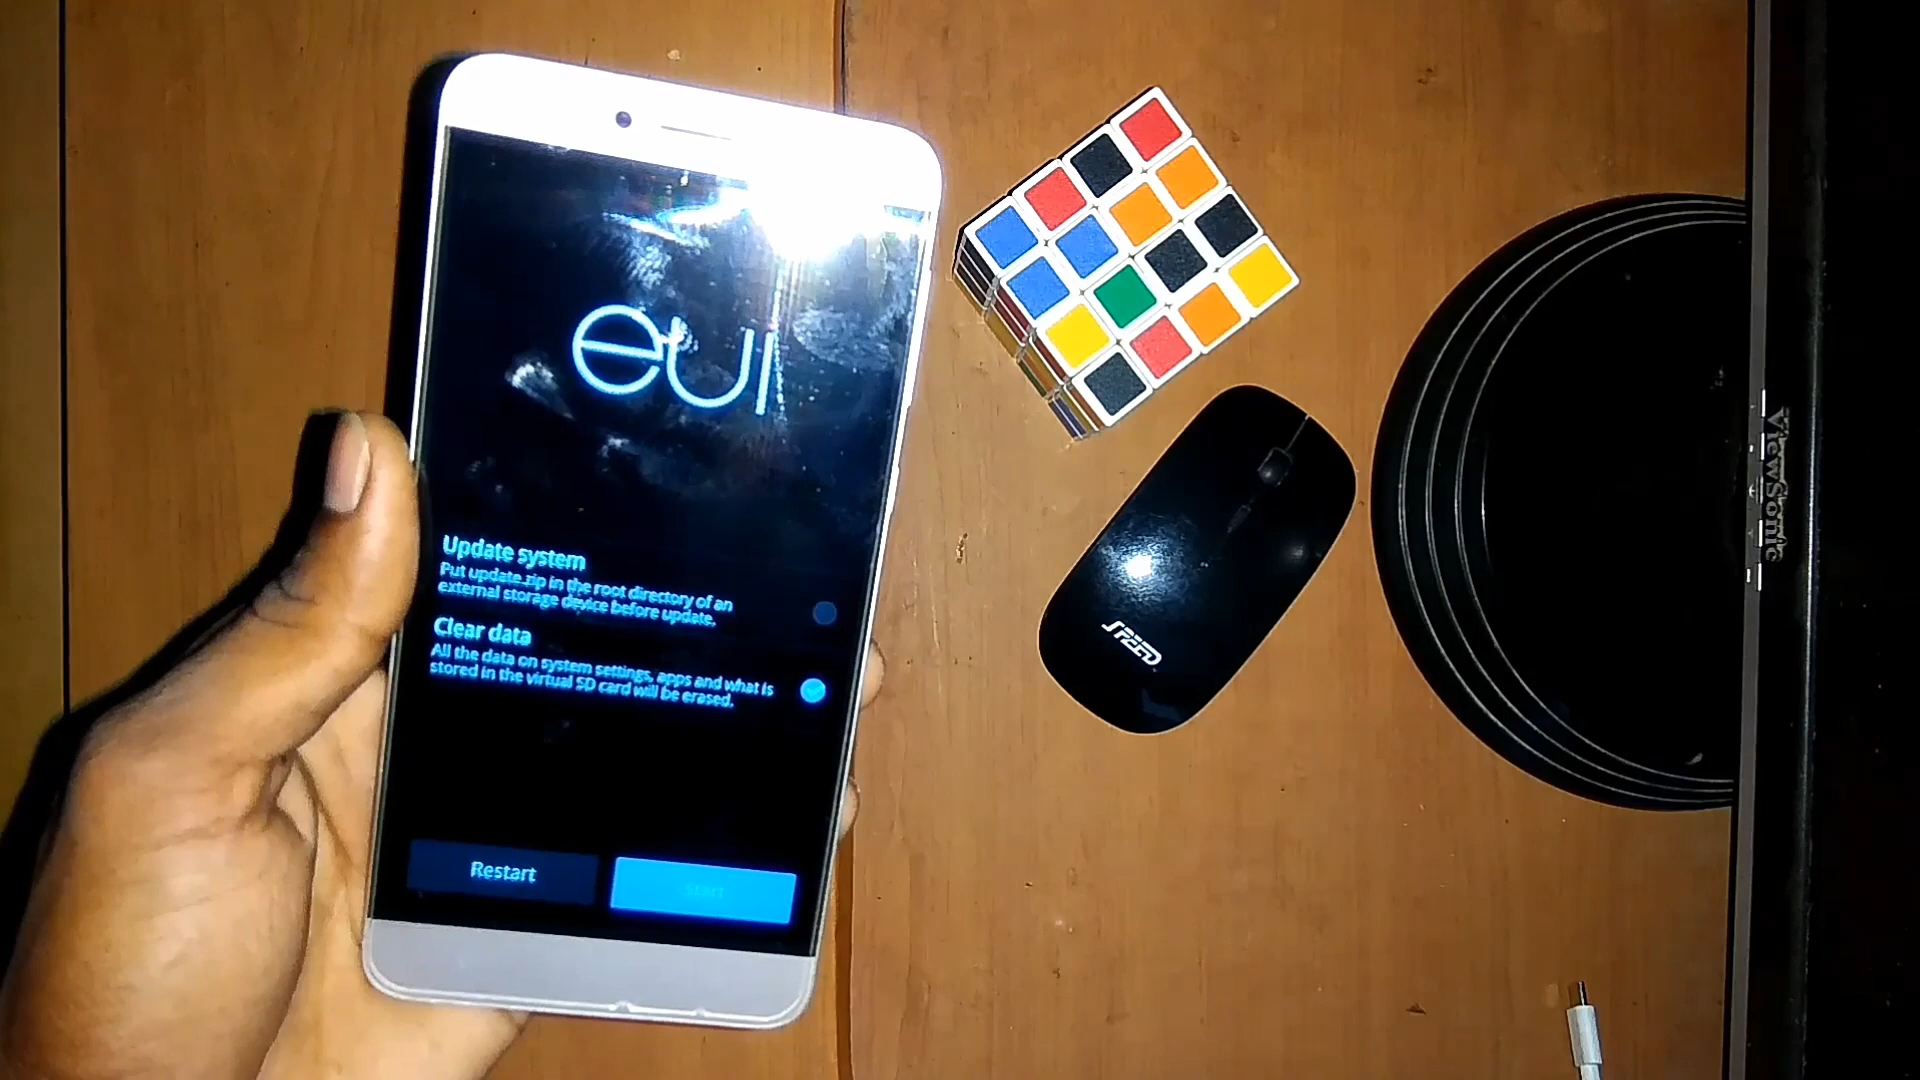 eui
Update system
Put update.zip in the root directory of an
external storage device before update.
Clear data
All the data on system settings, apps and what is
stored in the virtual SD card will be erased.
Restart
Start
SPEED
ViewSonic